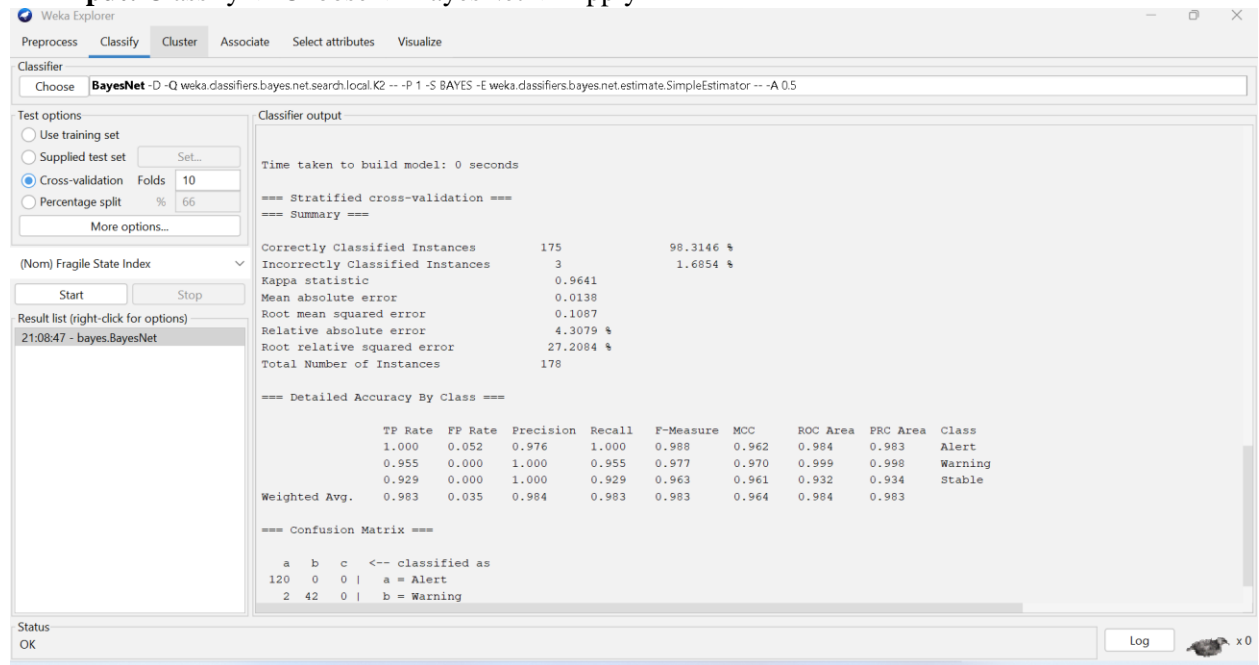 Weka Explorer
Preprocess Classify Cluster Associate Select attributes Visualize
Classifier
Choose BayesNet -D -Q weka.classifiers.bayes.net.search.local.K2 -- -P 1 -S BAYES -E weka.classifiers.bayes.net.estimate.SimpleEstimator -- -A 0.5
Test options
Use training set
Supplied test set Set...
Cross-validation Folds 10
Percentage split % 66
More options...
(Nom) Fragile State Index
Start Stop
Result list (right-click for options)
21:08:47 - bayes.BayesNet
Classifier output
Time taken to build model: 0 seconds
=== Stratified cross-validation ===
=== Summary ===
Correctly Classified Instances 175 98.3146 %
Incorrectly Classified Instances 3 1.6854 %
Kappa statistic 0.9641
Mean absolute error 0.0138
Root mean squared error 0.1087
Relative absolute error 4.3079 %
Root relative squared error 27.2084 %
Total Number of Instances 178
=== Detailed Accuracy By Class ===
TP Rate FP Rate Precision Recall F-Measure MCC ROC Area PRC Area Class
1.000 0.052 0.976 1.000 0.988 0.962 0.984 0.983 Alert
0.955 0.000 1.000 0.955 0.977 0.970 0.999 0.998 Warning
0.929 0.000 1.000 0.929 0.963 0.961 0.932 0.934 Stable
Weighted Avg. 0.983 0.035 0.984 0.983 0.983 0.964 0.984 0.983
=== Confusion Matrix ===
a b c <-- classified as
120 0 0 | a = Alert
2 42 0 | b = Warning
Status
OK
Log x 0